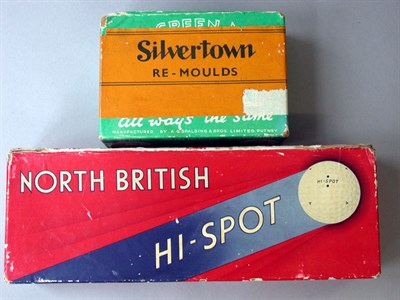 GREEN
Silvertown
RE-MOULDS
all ways the same
MANUFACTURED BY A.G. SPALDING & BROS. LIMITED, PUTNEY
NORTH BRITISH
HI-SPOT
HI-SPOT